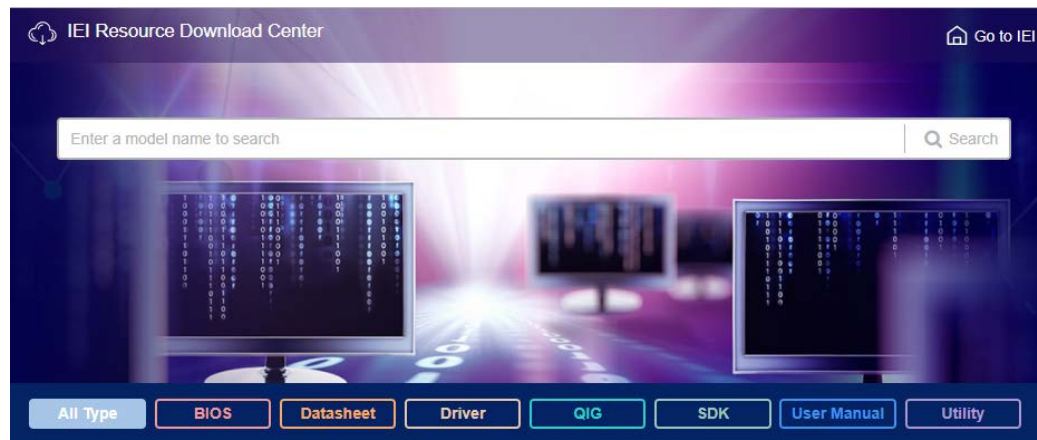 IEI Resource Download Center
Go to IEI
Enter a model name to search
Search
All Type
BIOS
Datasheet
Driver
QIG
SDK
User Manual
Utility